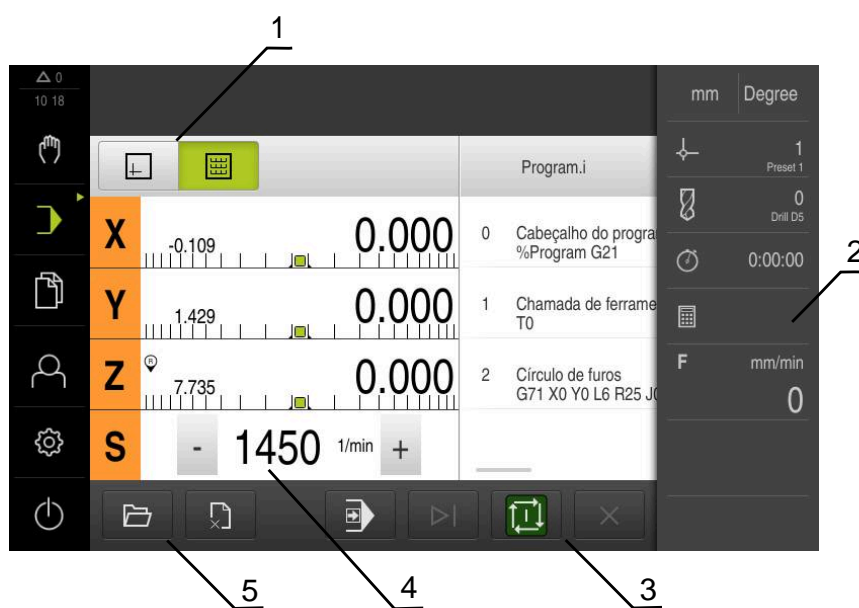 1
0
10 18
mm Degree
1
Preset 1
Program.i
0
Drill D5
X -0.109 0.000
0 Cabeçalho do progra
%Program G21
0:00:00
2
Y 1.429 0.000
1 Chamada de ferrame
T0
F mm/min
0
Z R 7.735 0.000
2 Círculo de furos
G71 X0 Y0 L6 R25 J0
S - 1450 1/min +
5
4
3